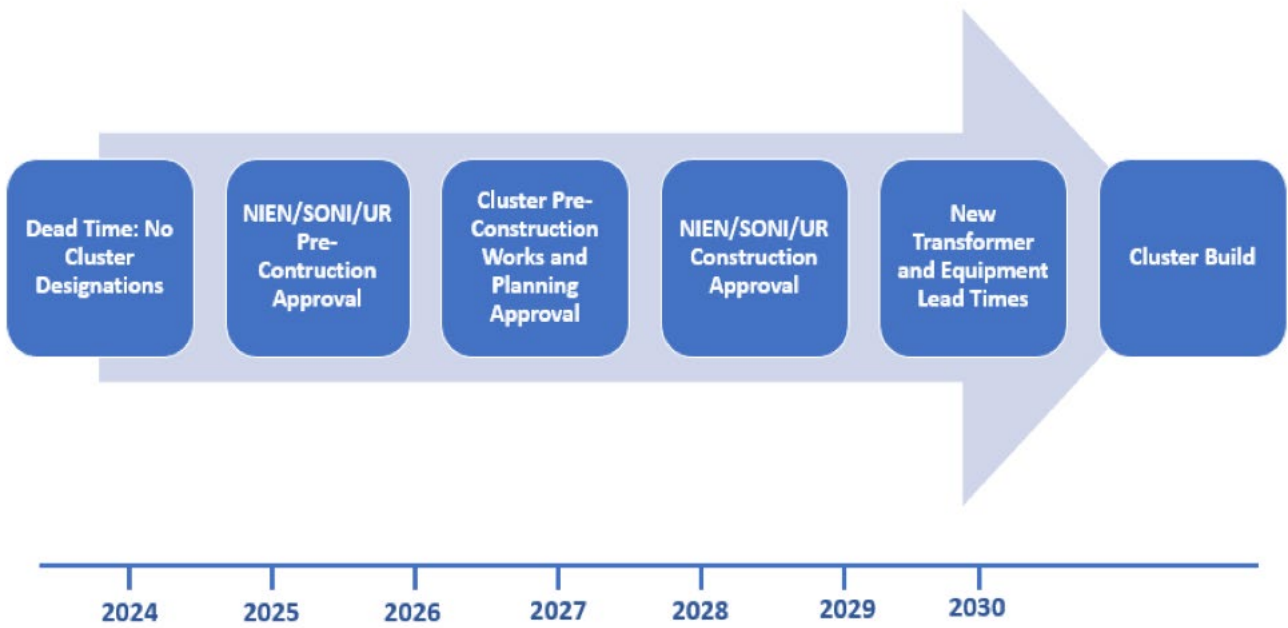 Dead Time: No
Cluster
Designations
NIEN/SONI/UR
Pre-
Contruction
Approval
Cluster Pre-
Construction
Works and
Planning
Approval
NIEN/SONI/UR
Construction
Approval
New
Transformer
and Equipment
Lead Times
Cluster Build
2024
2025
2026
2027
2028
2029
2030